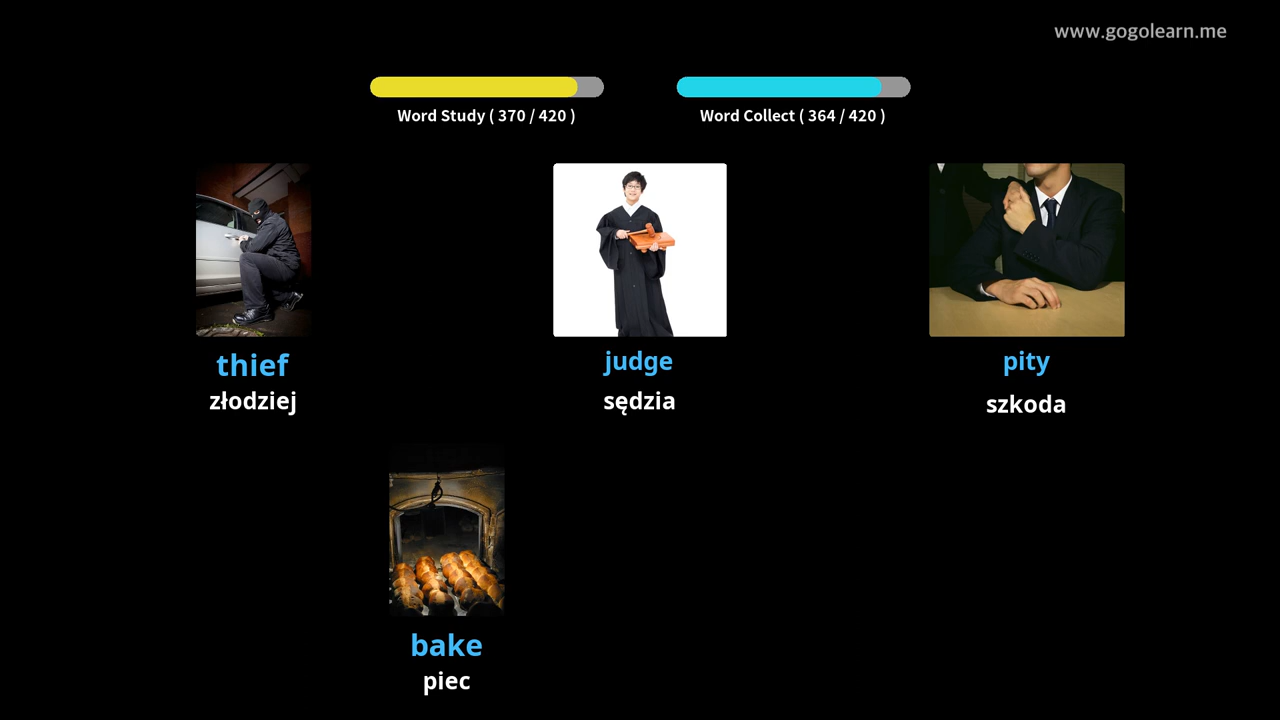 www.gogolearn.me
Word Study ( 370 / 420 )
Word Collect ( 364 / 420 )
thief
złodziej
judge
sędzia
pity
szkoda
bake
piec